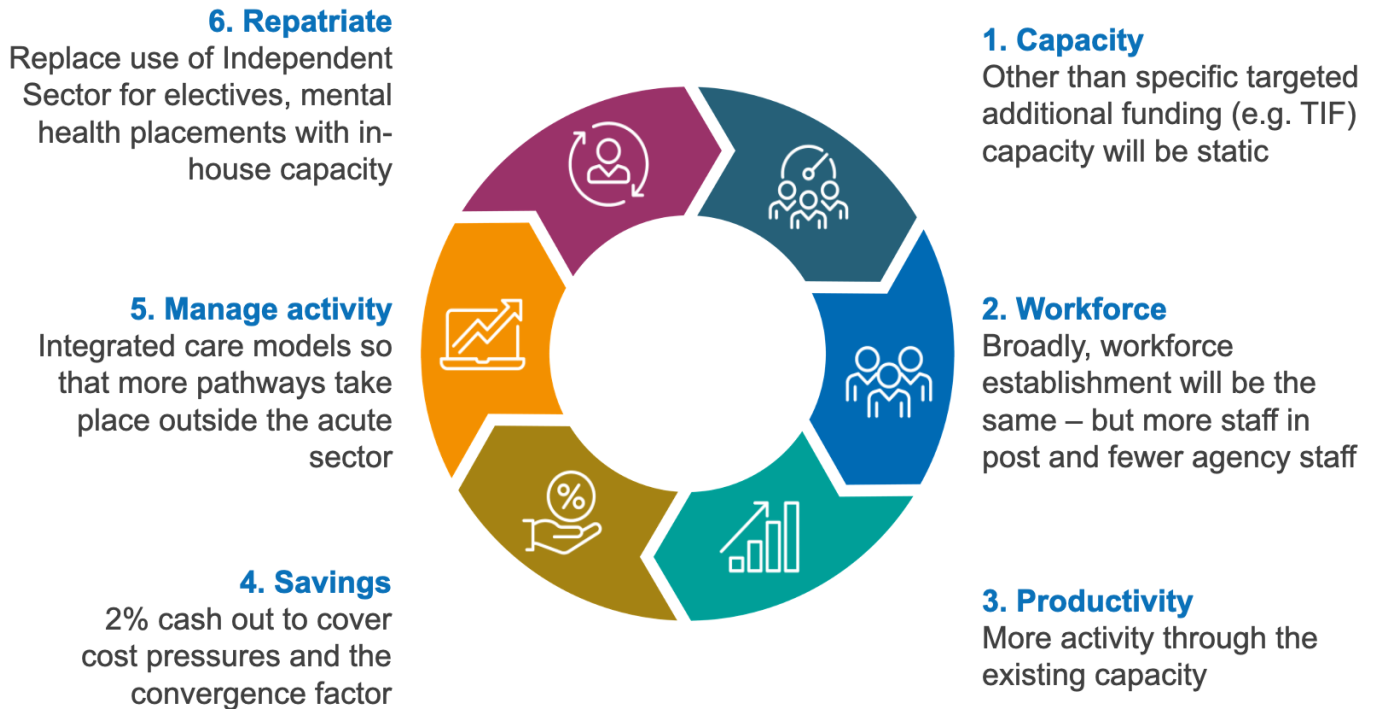 1. Capacity
Other than specific targeted
additional funding (e.g. TIF)
capacity will be static
2. Workforce
Broadly, workforce
establishment will be the
same – but more staff in
post and fewer agency staff
3. Productivity
More activity through the
existing capacity
4. Savings
2% cash out to cover
cost pressures and the
convergence factor
5. Manage activity
Integrated care models so
that more pathways take
place outside the acute
sector
6. Repatriate
Replace use of Independent
Sector for electives, mental
health placements with in-
house capacity
%